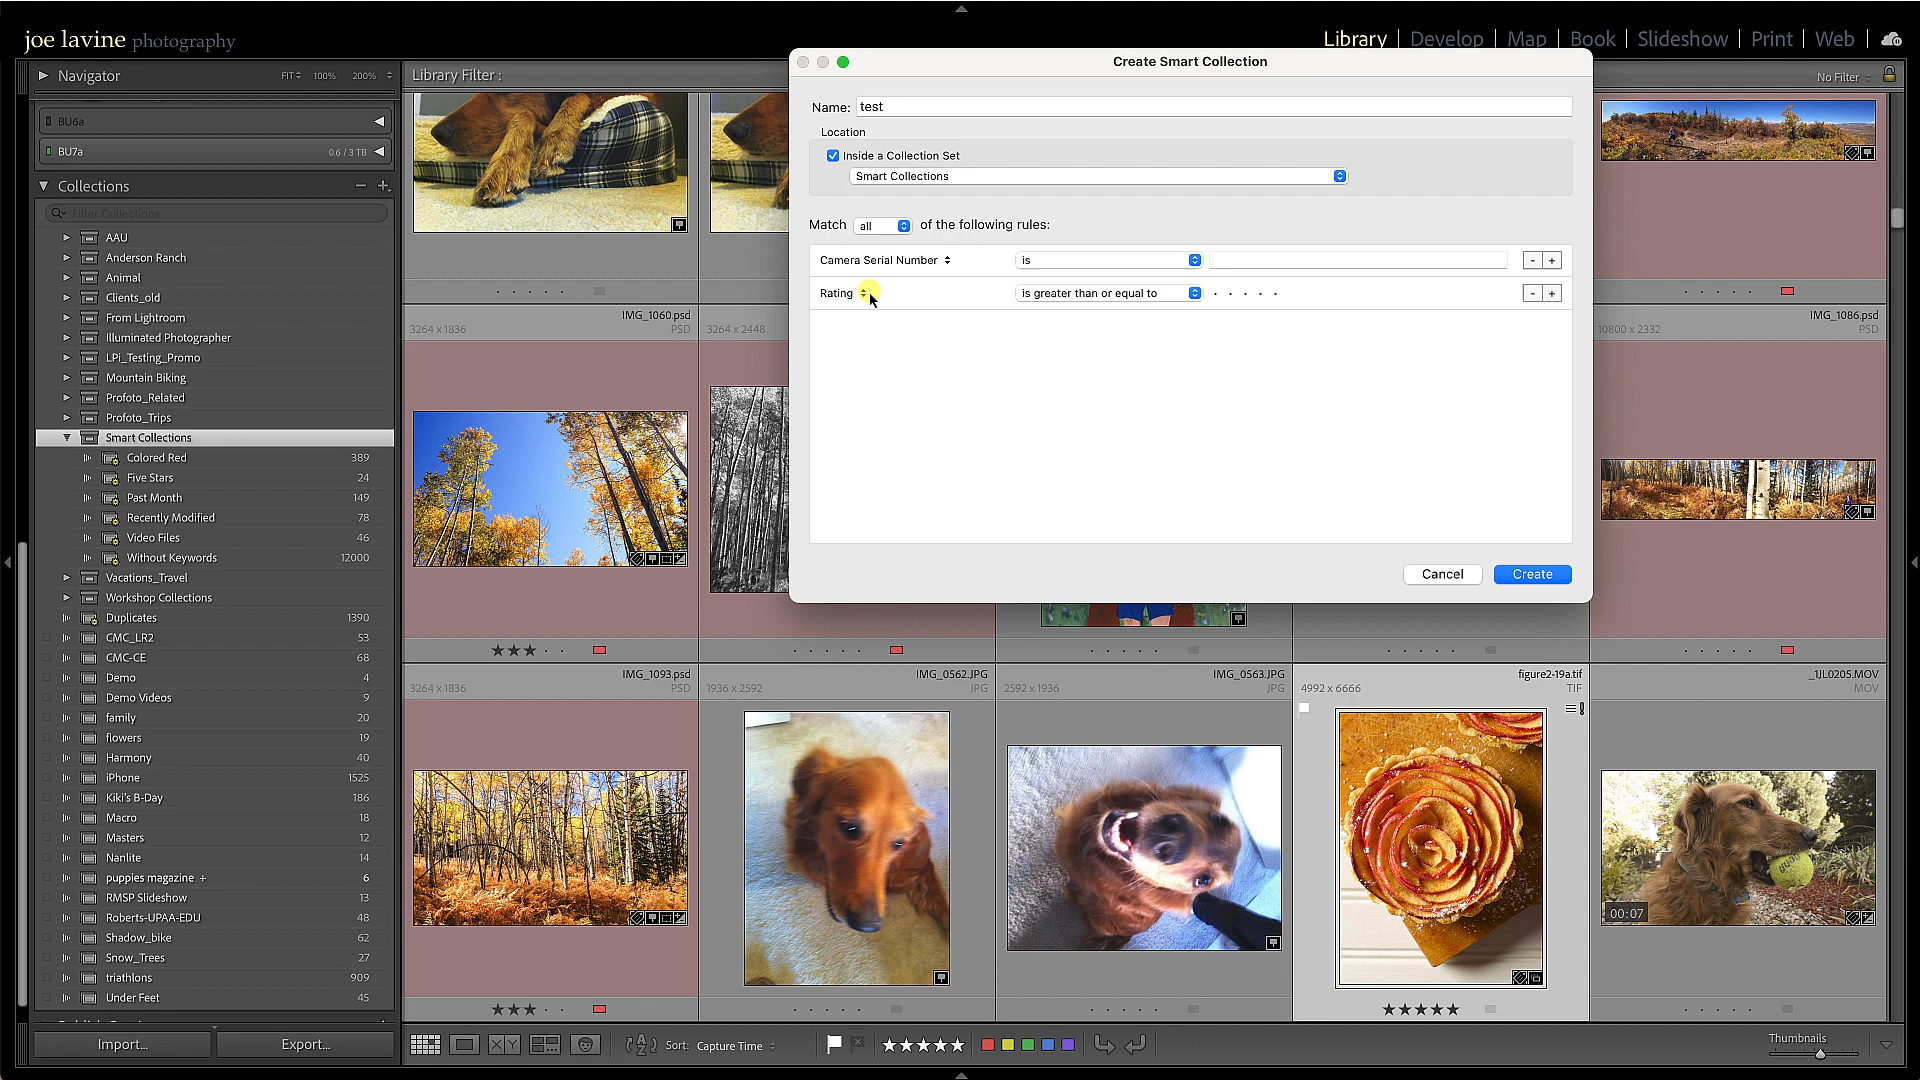 joe lavine photography
Library | Develop | Map | Book | Slideshow | Print | Web |
Navigator FIT 100% 200%
Library Filter :
No Filter
BU6a
BU7a 0.6 / 3 TB
Collections
Filter Collections
AAU
Anderson Ranch
Animal
Clients_old
From Lightroom
Illuminated Photographer
LPi_Testing_Promo
Mountain Biking
Profoto_Related
Profoto_Trips
Smart Collections
Colored Red 389
Five Stars 24
Past Month 149
Recently Modified 78
Video Files 46
Without Keywords 12000
Vacations_Travel
Workshop Collections
Duplicates 1390
CMC_LR2 53
CMC-CE 68
Demo 4
Demo Videos 9
family 20
flowers 19
Harmony 40
iPhone 1525
Kiki's B-Day 186
Macro 18
Masters 12
Nanlite 14
puppies magazine + 6
RMSP Slideshow 13
Roberts-UPAA-EDU 48
Shadow_bike 62
Snow_Trees 27
triathlons 909
Under Feet 45
Import... Export...
Create Smart Collection
Name: test
Location
Inside a Collection Set
Smart Collections
Match all of the following rules:
Camera Serial Number is - +
Rating is greater than or equal to - +
Cancel Create
IMG_1060.psd
3264 x 1836 PSD
3264 x 2448
IMG_1086.psd
10800 x 2332 PSD
IMG_1093.psd
3264 x 1836 PSD
IMG_0562.JPG
1936 x 2592 JPG
IMG_0563.JPG
2592 x 1936 JPG
figure2-19a.tif
4992 x 6666 TIF
_1JL0205.MOV
MOV
00:07
X Y
Sort: Capture Time
Thumbnails